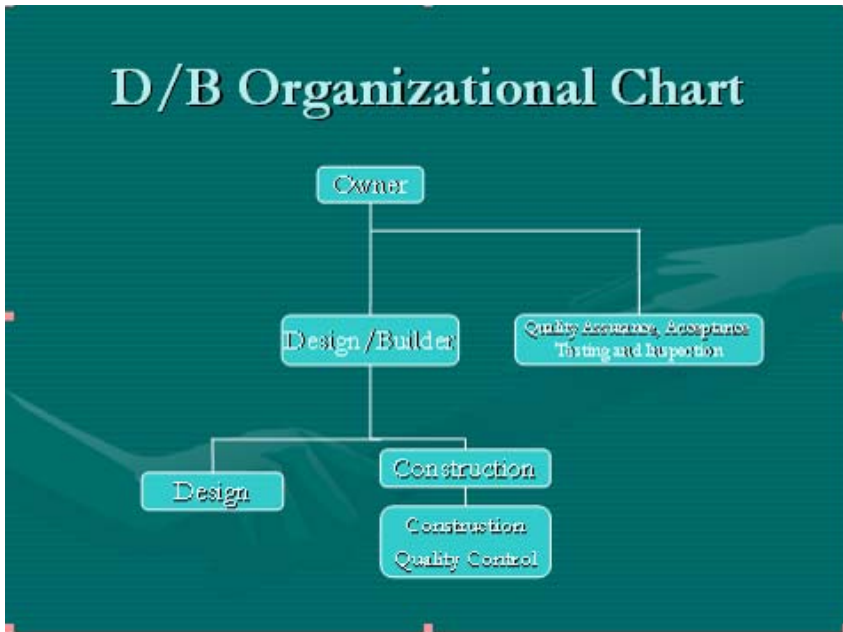 D/B Organizational Chart
Owner
Design/Builder
Quality Assurance, Acceptance
Testing and Inspection
Design
Construction
Construction
Quality Control